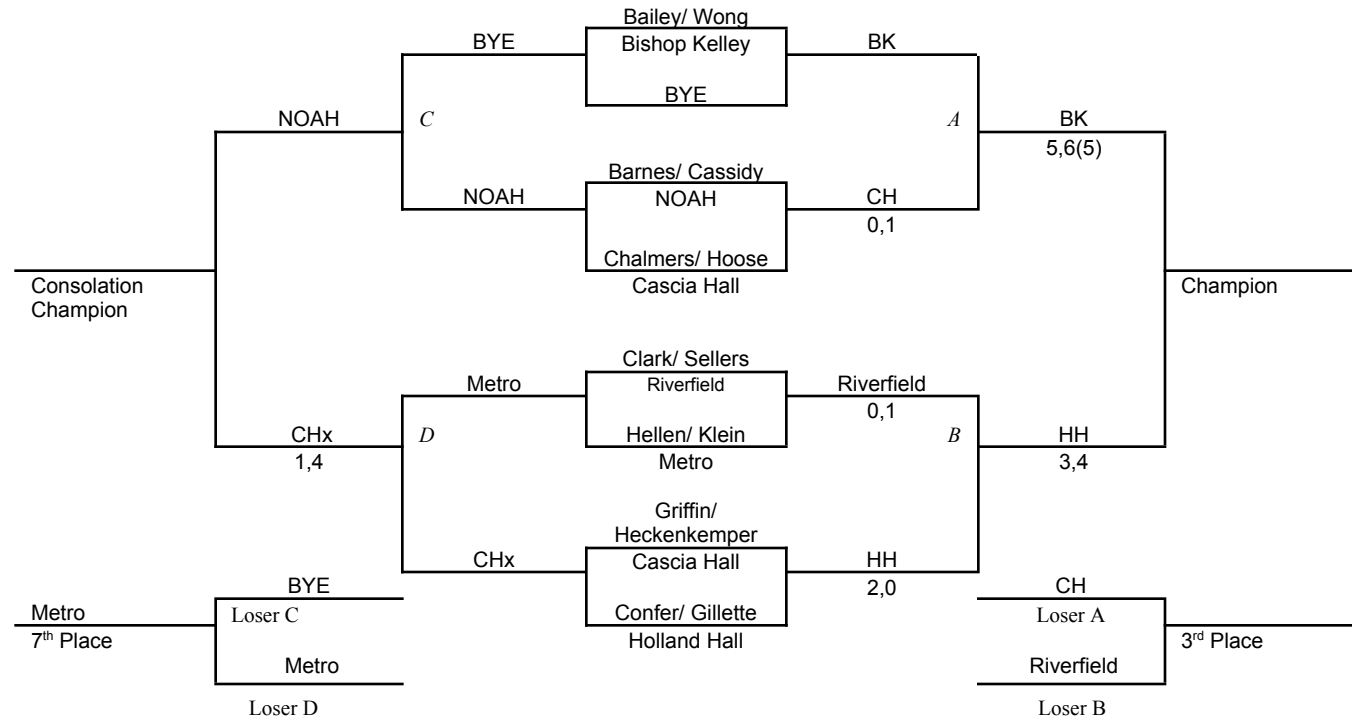 Bailey/ Wong
BYE Bishop Kelley BK
BYE
NOAH C A BK
5,6(5)
Barnes/ Cassidy
NOAH NOAH CH
0,1
Chalmers/ Hoose
Consolation Cascia Hall Champion
Champion
Clark/ Sellers
Metro Riverfield Riverfield
0,1
CHx D Hellen/ Klein B HH
1,4 Metro 3,4
Griffin/
Heckenkemper
CHx Cascia Hall HH
2,0
BYE CH
Metro Loser C Confer/ Gillette Loser A
7th Place Holland Hall 3rd Place
Metro Riverfield
Loser D Loser B